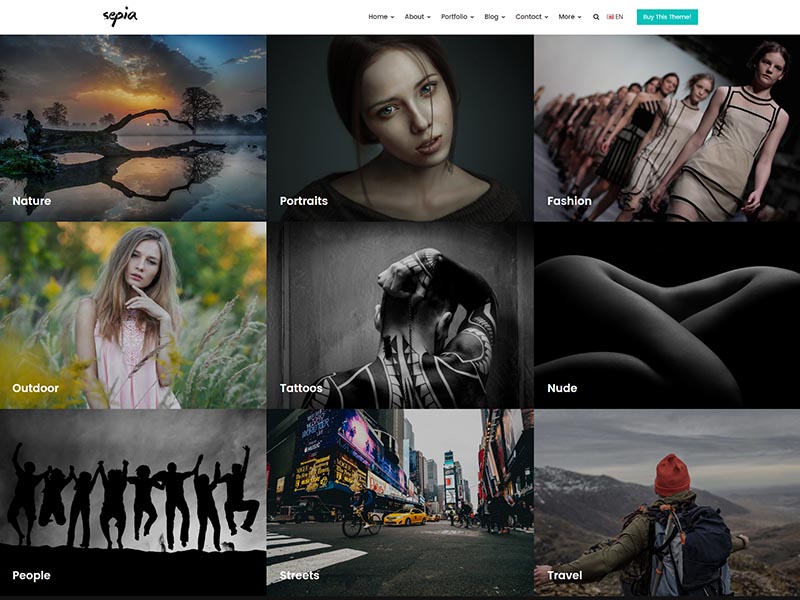 sepia
Home About Portfolio Blog Contact More EN Buy This Theme!
Nature Portraits Fashion
Outdoor Tattoos Nude
People Streets Travel